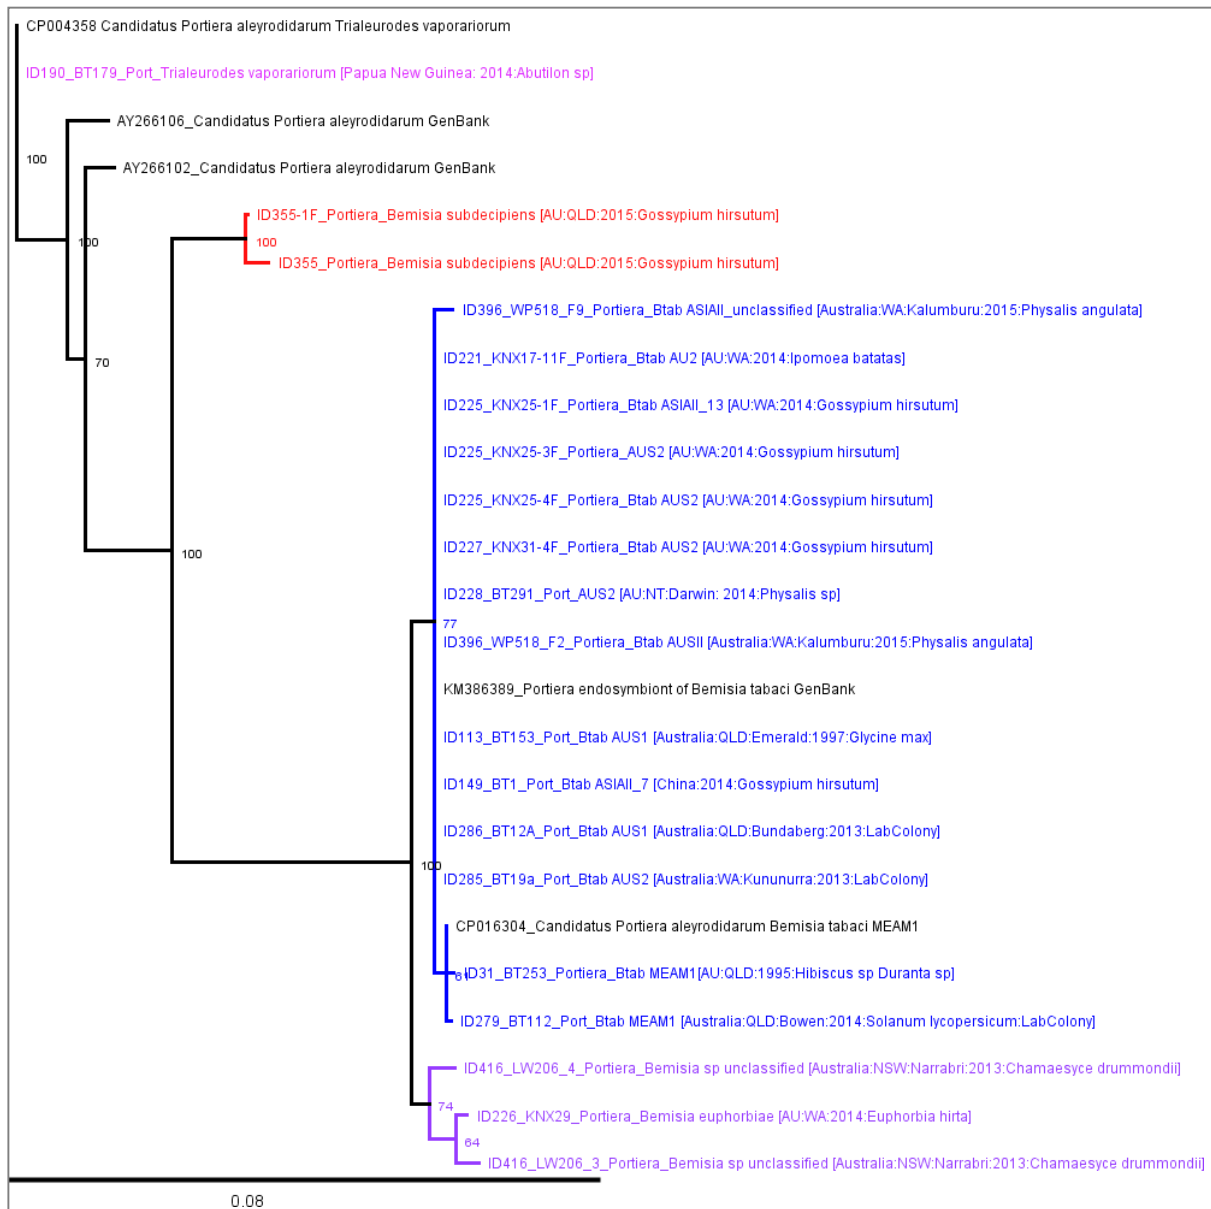 CP004358 Candidatus Portiera aleyrodidarum Trialeurodes vaporariorum
ID190_BT179_Port_Trialeurodes vaporariorum [Papua New Guinea: 2014:Abutilon sp]
AY266106_Candidatus Portiera aleyrodidarum GenBank
100
AY266102_Candidatus Portiera aleyrodidarum GenBank
ID355-1F_Portiera_Bemisia subdecipiens [AU:QLD:2015:Gossypium hirsutum]
100
100
ID355_Portiera_Bemisia subdecipiens [AU:QLD:2015:Gossypium hirsutum]
ID396_WP518_F9_Portiera_Btab ASIAII_unclassified [Australia:WA:Kalumburu:2015:Physalis angulata]
ID221_KNX17-11F_Portiera_Btab AU2 [AU:WA:2014:Ipomoea batatas]
70
ID225_KNX25-1F_Portiera_Btab ASIAII_13 [AU:WA:2014:Gossypium hirsutum]
ID225_KNX25-3F_Portiera_AUS2 [AU:WA:2014:Gossypium hirsutum]
ID225_KNX25-4F_Portiera_Btab AUS2 [AU:WA:2014:Gossypium hirsutum]
ID227_KNX31-4F_Portiera_Btab AUS2 [AU:WA:2014:Gossypium hirsutum]
100
ID228_BT291_Port_AUS2 [AU:NT:Darwin: 2014:Physalis sp]
77
ID396_WP518_F2_Portiera_Btab AUSII [Australia:WA:Kalumburu:2015:Physalis angulata]
KM386389_Portiera endosymbiont of Bemisia tabaci GenBank
ID113_BT153_Port_Btab AUS1 [Australia:QLD:Emerald:1997:Glycine max]
ID149_BT1_Port_Btab ASIAII_7 [China:2014:Gossypium hirsutum]
ID286_BT12A_Port_Btab AUS1 [Australia:QLD:Bundaberg:2013:LabColony]
100
ID285_BT19a_Port_Btab AUS2 [Australia:WA:Kununurra:2013:LabColony]
CP016304_Candidatus Portiera aleyrodidarum Bemisia tabaci MEAM1
61
ID31_BT253_Portiera_Btab MEAM1[AU:QLD:1995:Hibiscus sp Duranta sp]
ID279_BT112_Port_Btab MEAM1 [Australia:QLD:Bowen:2014:Solanum lycopersicum:LabColony]
ID416_LW206_4_Portiera_Bemisia sp unclassified [Australia:NSW:Narrabri:2013:Chamaesyce drummondii]
74
ID226_KNX29_Portiera_Bemisia euphorbiae [AU:WA:2014:Euphorbia hirta]
64
ID416_LW206_3_Portiera_Bemisia sp unclassified [Australia:NSW:Narrabri:2013:Chamaesyce drummondii]
0.08